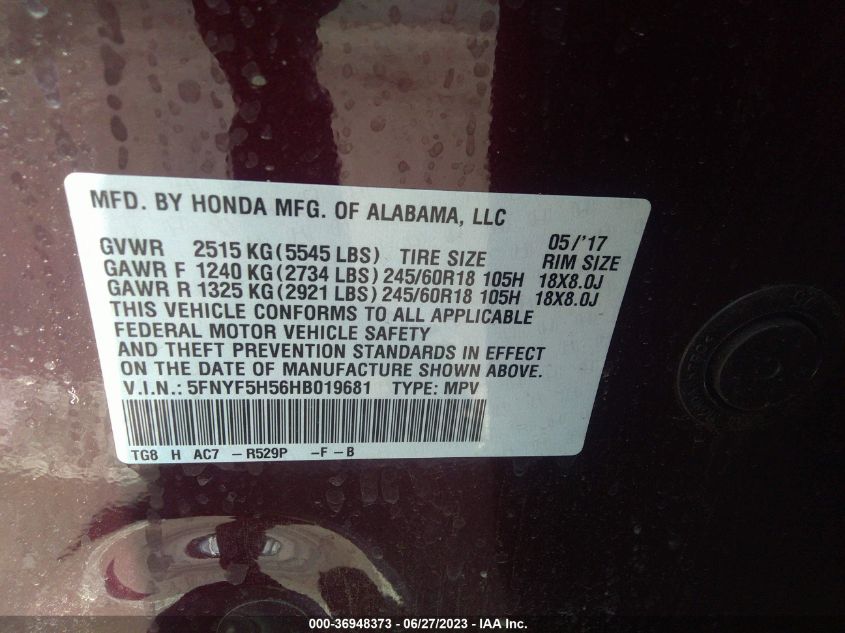 MFD. BY HONDA MFG. OF ALABAMA, LLC
05/'17
GVWR 2515 KG (5545 LBS) TIRE SIZE RIM SIZE
GAWR F 1240 KG (2734 LBS) 245/60R18 105H 18X8.0J
GAWR R 1325 KG (2921 LBS) 245/60R18 105H 18X8.0J
THIS VEHICLE CONFORMS TO ALL APPLICABLE
FEDERAL MOTOR VEHICLE SAFETY
AND THEFT PREVENTION STANDARDS IN EFFECT
ON THE DATE OF MANUFACTURE SHOWN ABOVE.
V.I.N.: 5FNYF5H56HB019681 TYPE: MPV
TG8 H AC7 -R529P -F-B
000-36948373 - 06/27/2023 - IAA Inc.